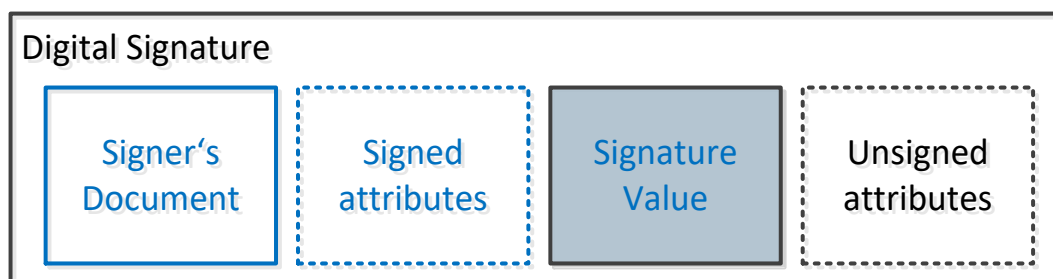 Digital Signature
Signer‘s
Document
Signed
attributes
Signature
Value
Unsigned
attributes